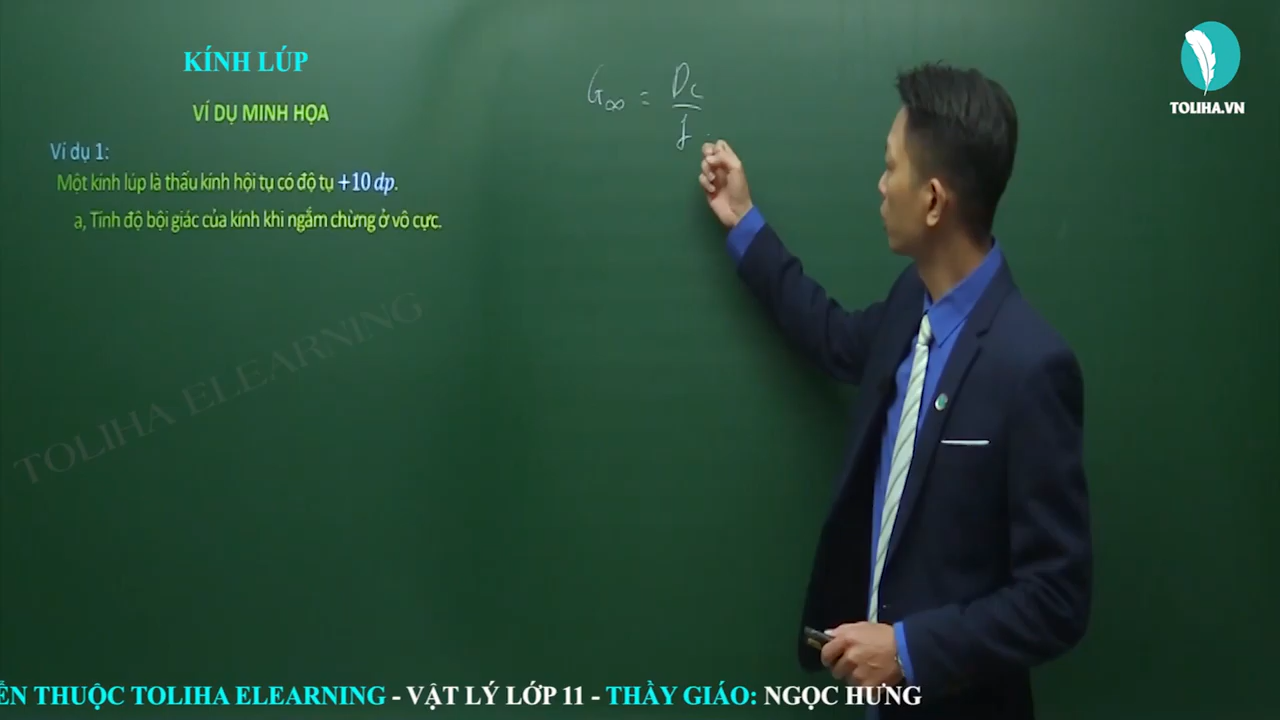 KÍNH LÚP
VÍ DỤ MINH HỌA
Ví dụ 1:
Một kính lúp là thấu kính hội tụ có độ tụ +10 dp.
a, Tính độ bội giác của kính khi ngắm chừng ở vô cực.
G∞ = Dc / f
TOLIHA.VN
TOLIHA ELEARNING
THUỘC TOLIHA ELEARNING - VẬT LÝ LỚP 11 - THẦY GIÁO: NGỌC HƯNG